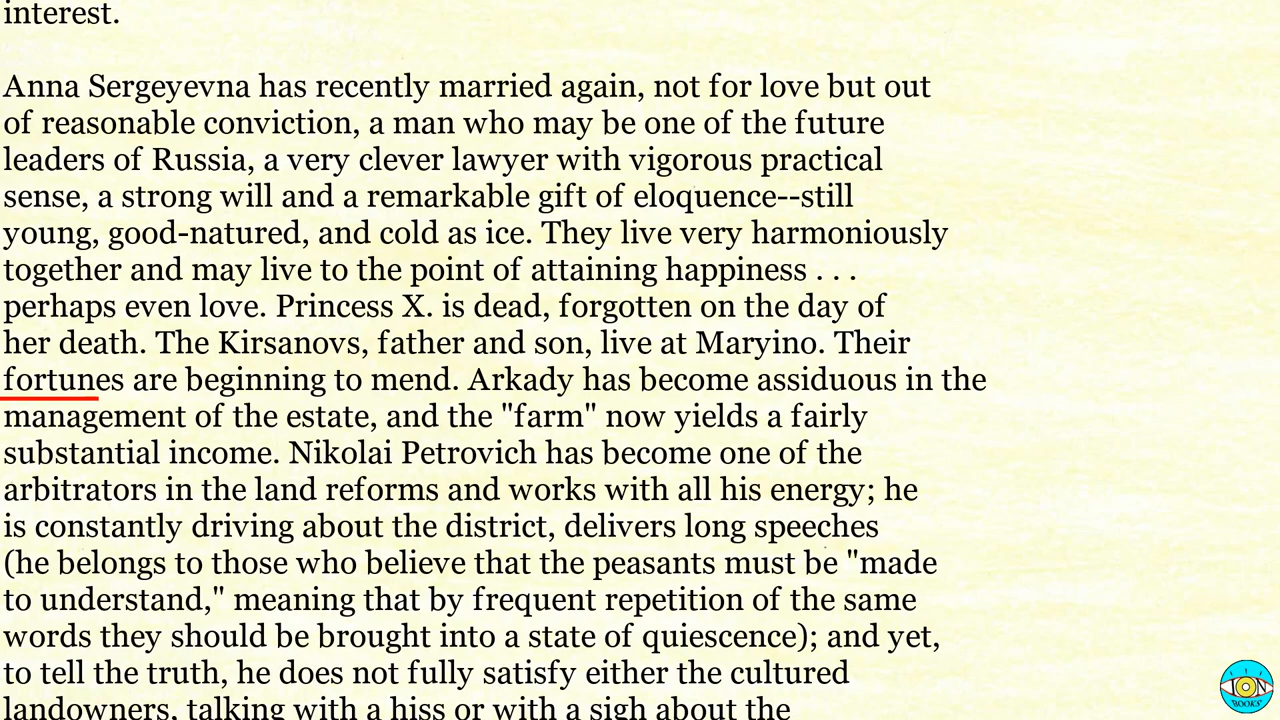 interest.
Anna Sergeyevna has recently married again, not for love but out
of reasonable conviction, a man who may be one of the future
leaders of Russia, a very clever lawyer with vigorous practical
sense, a strong will and a remarkable gift of eloquence--still
young, good-natured, and cold as ice. They live very harmoniously
together and may live to the point of attaining happiness . . .
perhaps even love. Princess X. is dead, forgotten on the day of
her death. The Kirsanovs, father and son, live at Maryino. Their
fortunes are beginning to mend. Arkady has become assiduous in the
management of the estate, and the "farm" now yields a fairly
substantial income. Nikolai Petrovich has become one of the
arbitrators in the land reforms and works with all his energy; he
is constantly driving about the district, delivers long speeches
(he belongs to those who believe that the peasants must be "made
to understand," meaning that by frequent repetition of the same
words they should be brought into a state of quiescence); and yet,
to tell the truth, he does not fully satisfy either the cultured
landowners, talking with a hiss or with a sigh about the
ION
BOOKS